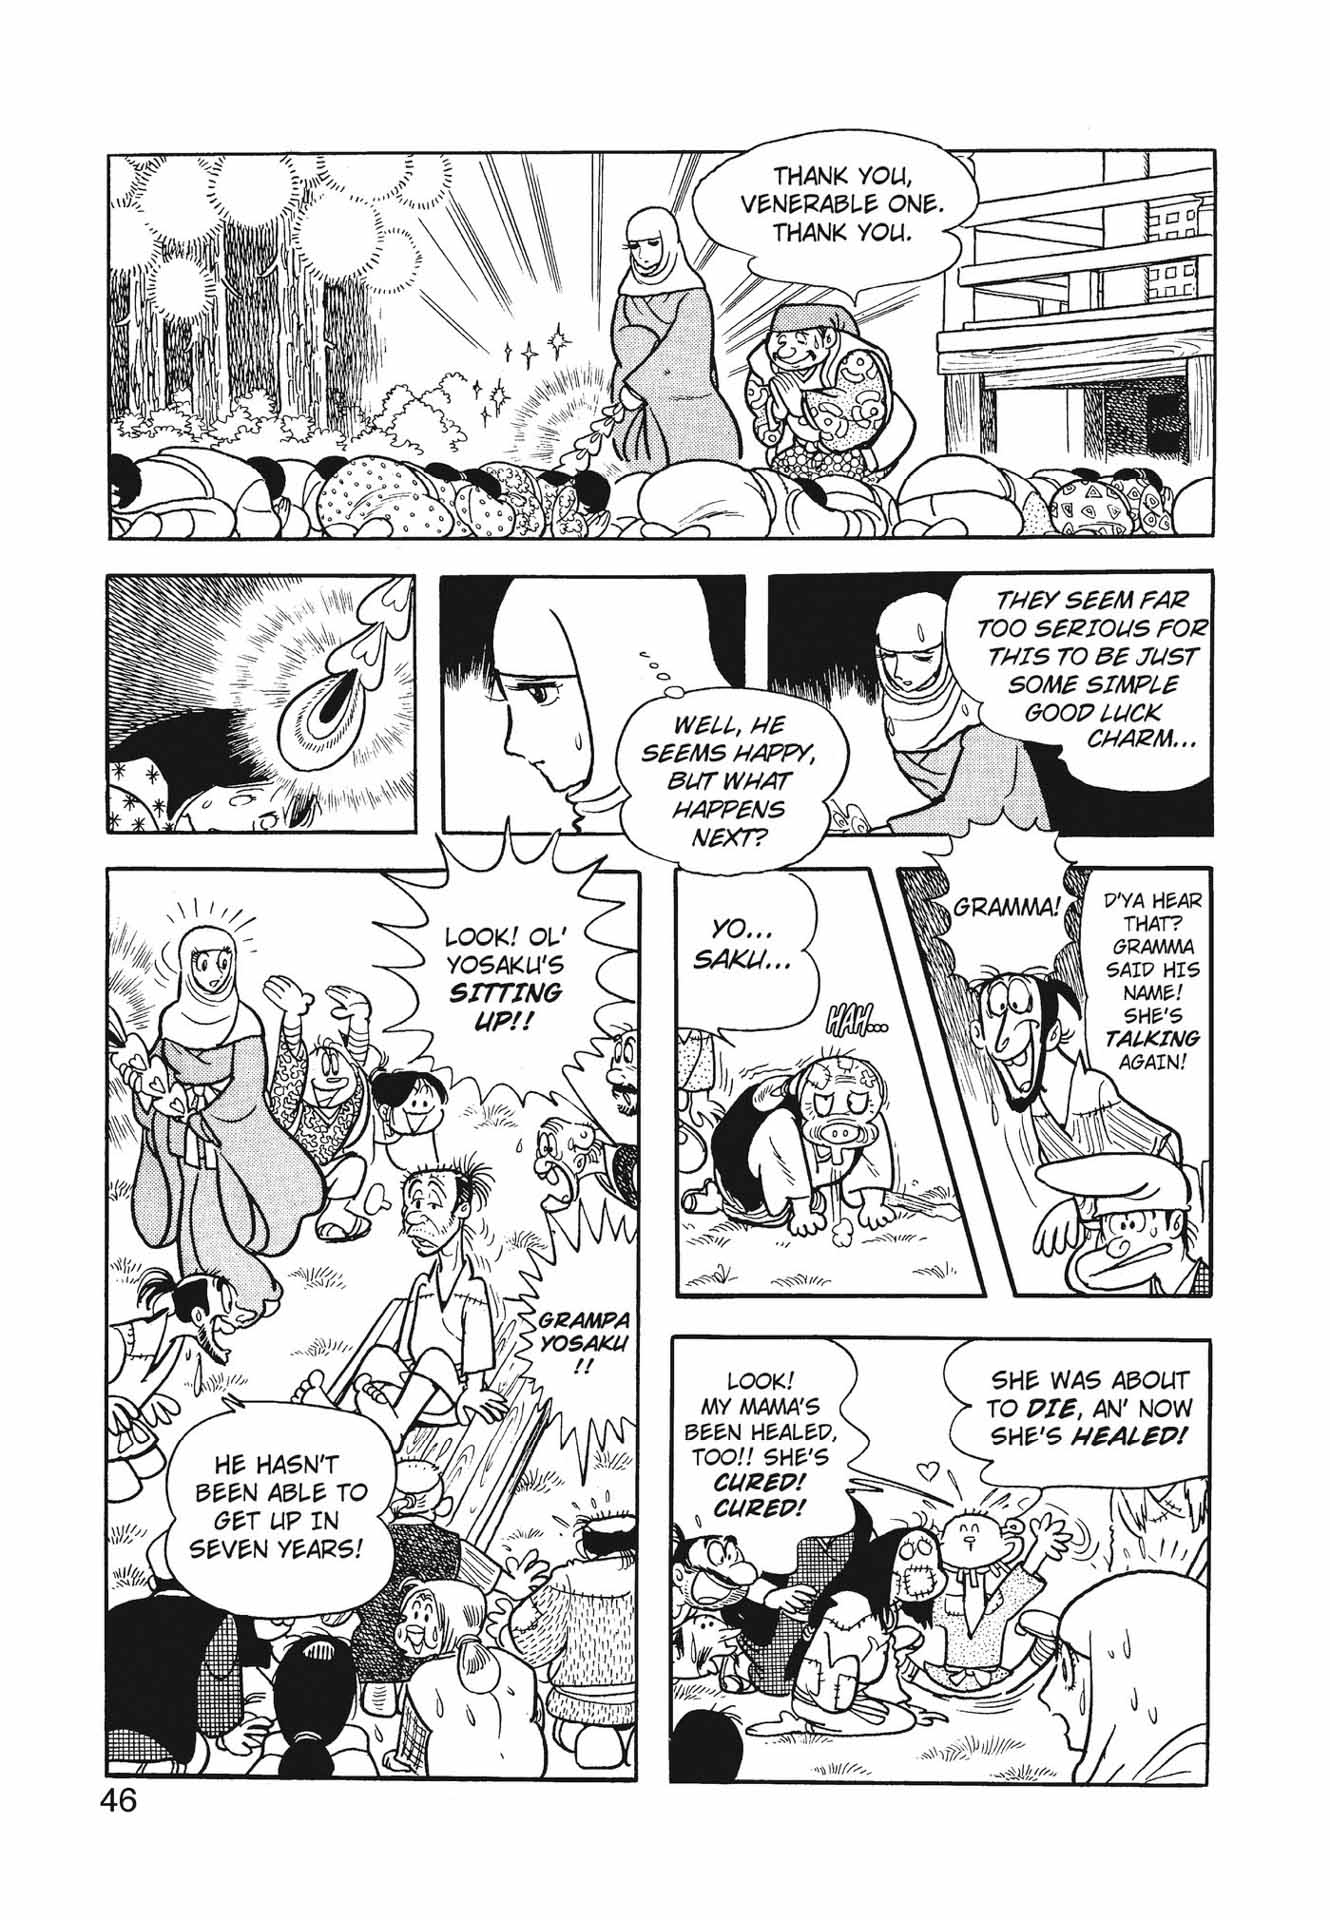 THANK YOU,
VENERABLE ONE.
THANK YOU.
WELL, HE
SEEMS HAPPY,
BUT WHAT
HAPPENS
NEXT?
THEY SEEM FAR
TOO SERIOUS FOR
THIS TO BE JUST
SOME SIMPLE
GOOD LUCK
CHARM...
LOOK! OL'
YOSAKU'S
SITTING
UP!!
GRAMPA
YOSAKU
!!
HE HASN'T
BEEN ABLE TO
GET UP IN
SEVEN YEARS!
YO...
SAKU...
HAH...
GRAMMA!
D'YA HEAR
THAT?
GRAMMA
SAID HIS
NAME!
SHE'S
TALKING
AGAIN!
LOOK!
MY MAMA'S
BEEN HEALED,
TOO!! SHE'S
CURED!
CURED!
SHE WAS ABOUT
TO DIE, AN' NOW
SHE'S HEALED!
46